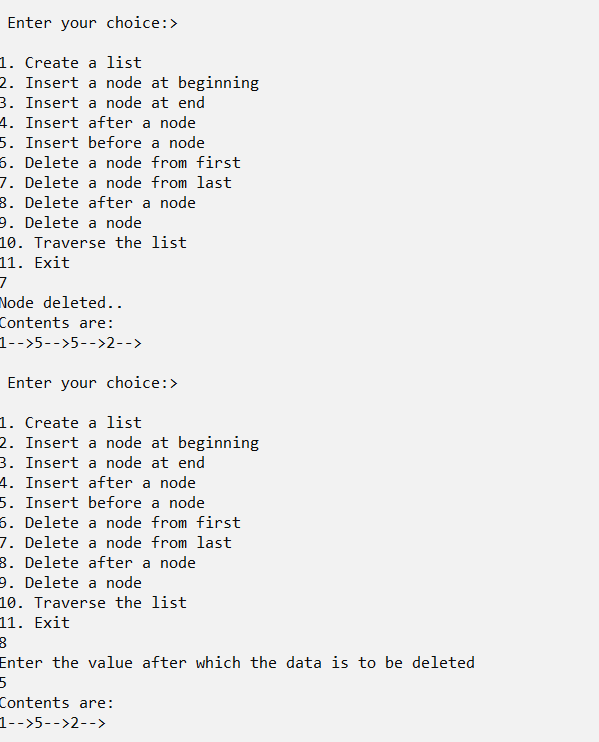 Enter your choice:>
1. Create a list
2. Insert a node at beginning
3. Insert a node at end
4. Insert after a node
5. Insert before a node
6. Delete a node from first
7. Delete a node from last
8. Delete after a node
9. Delete a node
10. Traverse the list
11. Exit
7
Node deleted..
Contents are:
1-->5-->5-->2-->
Enter your choice:>
1. Create a list
2. Insert a node at beginning
3. Insert a node at end
4. Insert after a node
5. Insert before a node
6. Delete a node from first
7. Delete a node from last
8. Delete after a node
9. Delete a node
10. Traverse the list
11. Exit
8
Enter the value after which the data is to be deleted
5
Contents are:
1-->5-->2-->